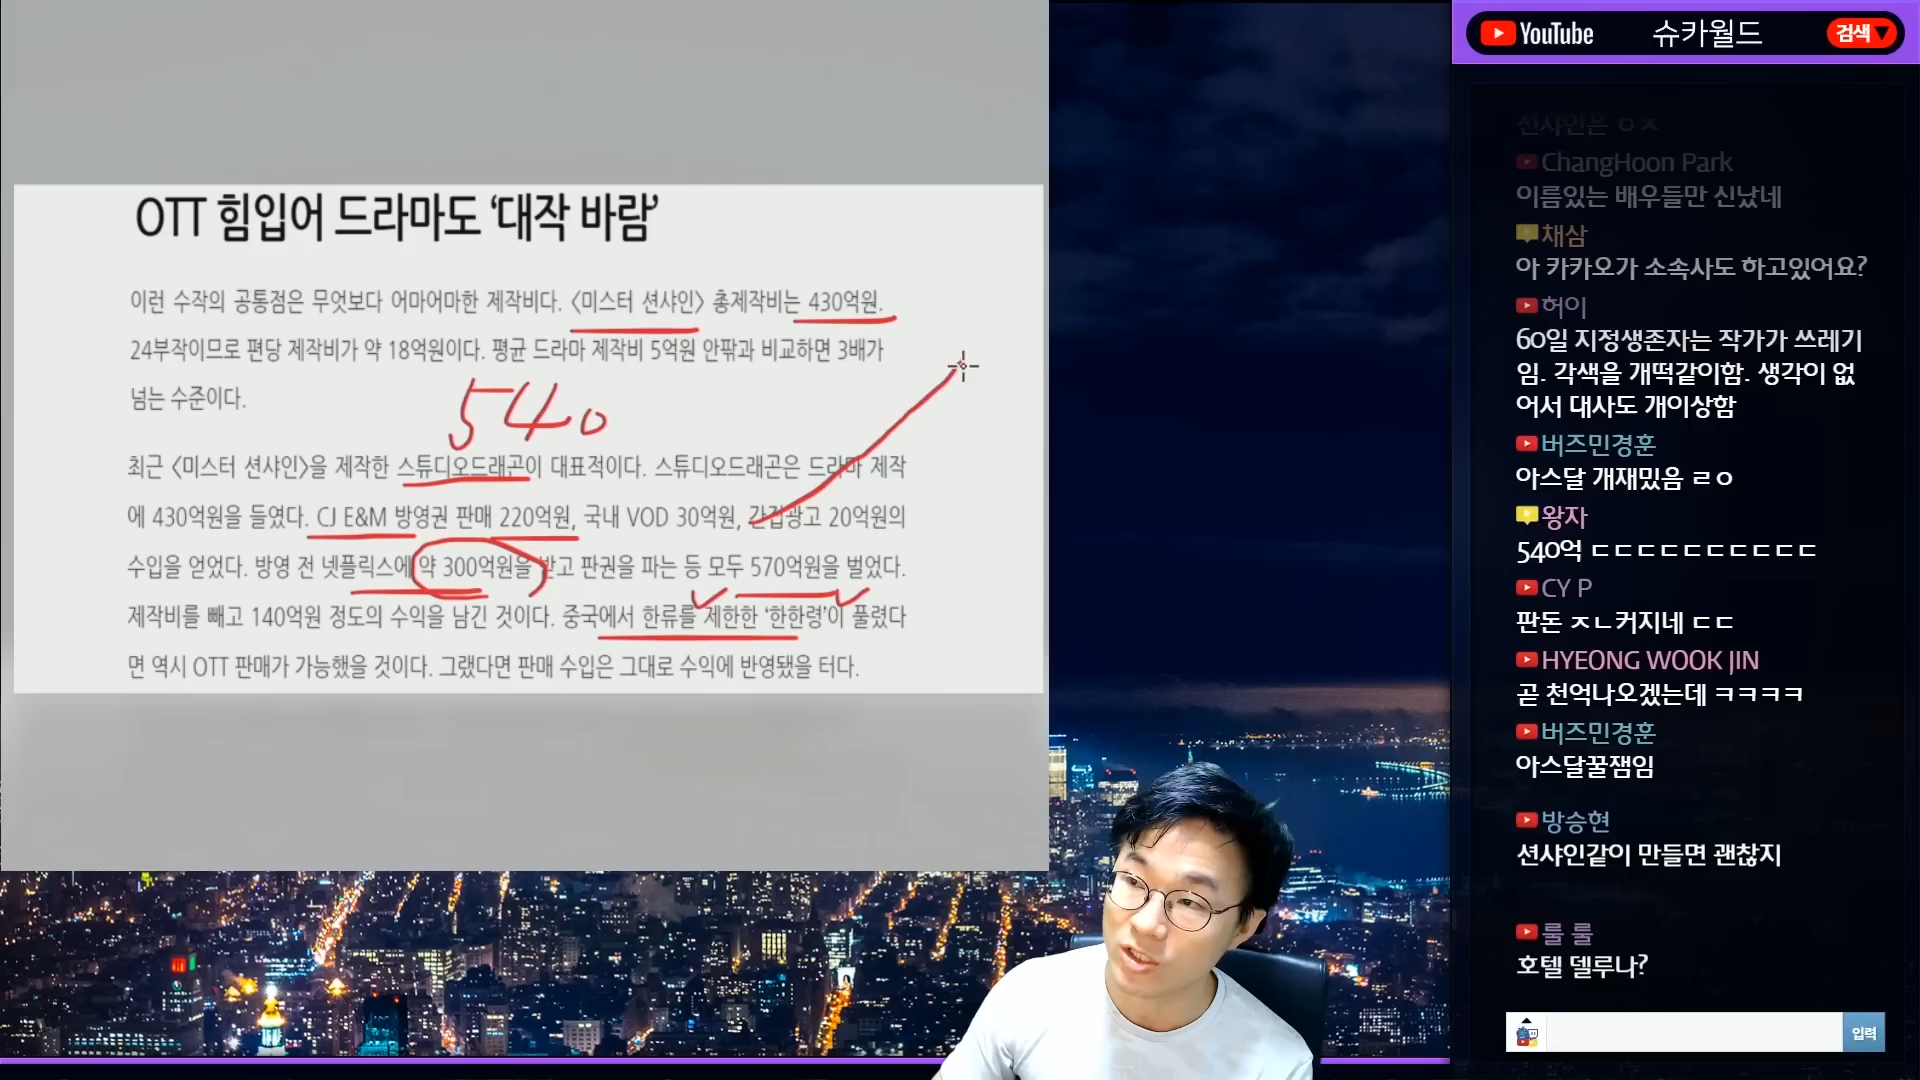 OTT 힘입어 드라마도 ‘대작 바람’
이런 수작의 공통점은 무엇보다 어마어마한 제작비다. 〈미스터 션샤인〉 총제작비는 430억원.
24부작이므로 편당 제작비가 약 18억원이다. 평균 드라마 제작비 5억원 안팎과 비교하면 3배가
넘는 수준이다.
540
최근 〈미스터 션샤인〉을 제작한 스튜디오드래곤이 대표적이다. 스튜디오드래곤은 드라마 제작
에 430억원을 들였다. CJ E&M 방영권 판매 220억원, 국내 VOD 30억원, 간접광고 20억원의
수입을 얻었다. 방영 전 넷플릭스에 약 300억원을 받고 판권을 파는 등 모두 570억원을 벌었다.
제작비를 빼고 140억원 정도의 수익을 남긴 것이다. 중국에서 한류를 제한한 ‘한한령’이 풀렸다
면 역시 OTT 판매가 가능했을 것이다. 그랬다면 판매 수입은 그대로 수익에 반영됐을 터다.
YouTube 슈카월드 검색▼
션샤인은 ㅇㅈ
ChangHoon Park
이름있는 배우들만 신났네
채삼
아 카카오가 소속사도 하고있어요?
허이
60일 지정생존자는 작가가 쓰레기
임. 각색을 개떡같이함. 생각이 없
어서 대사도 개이상함
버즈민경훈
아스달 개재밌음 ㄹㅇ
왕자
540억 ㄷㄷㄷㄷㄷㄷㄷㄷㄷㄷ
CY P
판돈 ㅈㄴ커지네 ㄷㄷ
HYEONG WOOK JIN
곧 천억나오겠는데 ㅋㅋㅋㅋ
버즈민경훈
아스달꿀잼임
방승현
션샤인같이 만들면 괜찮지
룰 룰
호텔 델루나?
입력